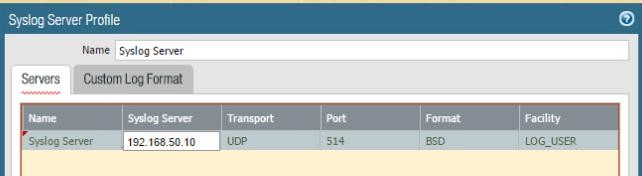 Syslog Server Profile
Name Syslog Server
Servers Custom Log Format
Name Syslog Server Transport Port Format Facility
Syslog Server 192.168.50.10 UDP 514 BSD LOG_USER